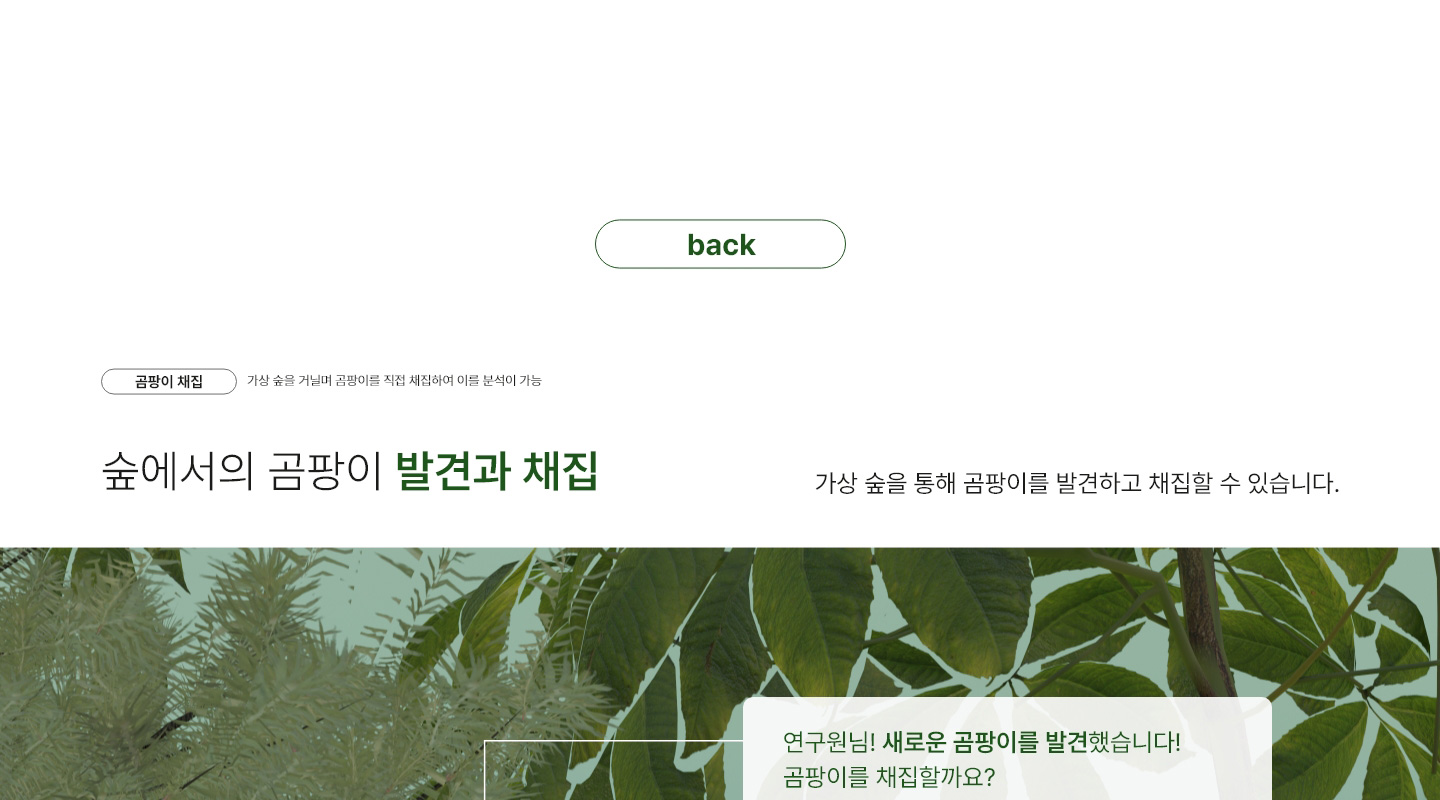 back
곰팡이 채집
가상 숲을 거닐며 곰팡이를 직접 채집하여 이를 분석이 가능
숲에서의 곰팡이 발견과 채집
가상 숲을 통해 곰팡이를 발견하고 채집할 수 있습니다.
연구원님! 새로운 곰팡이를 발견했습니다!
곰팡이를 채집할까요?